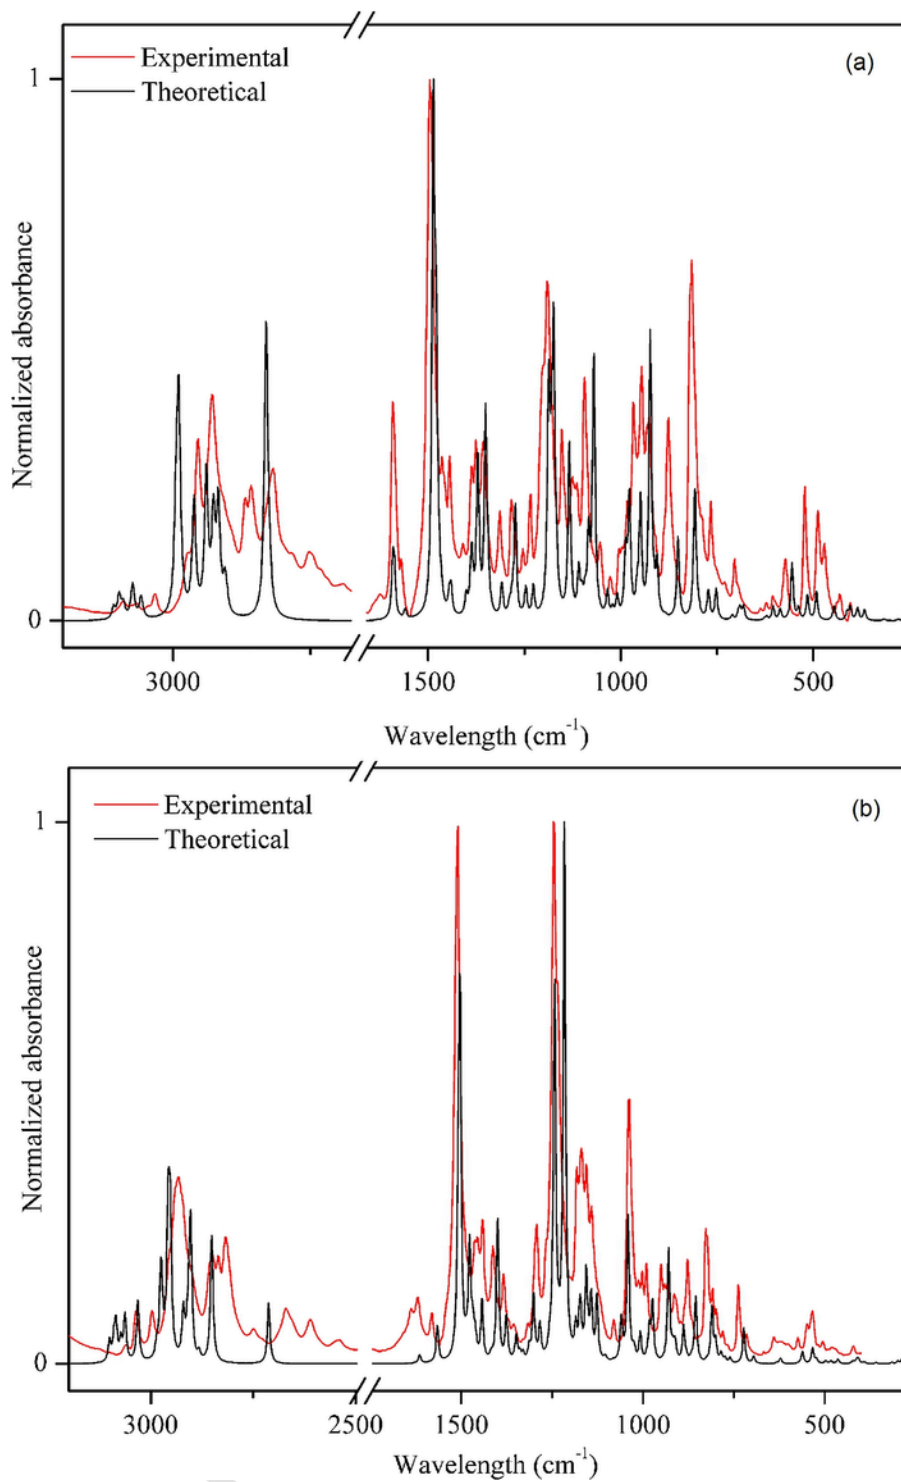 Experimental
Theoretical
(a)
1
0
Normalized absorbance
3000
1500
1000
500
Wavelength (cm-1)
Experimental
Theoretical
(b)
1
0
Normalized absorbance
3000
2500
1500
1000
500
Wavelength (cm-1)